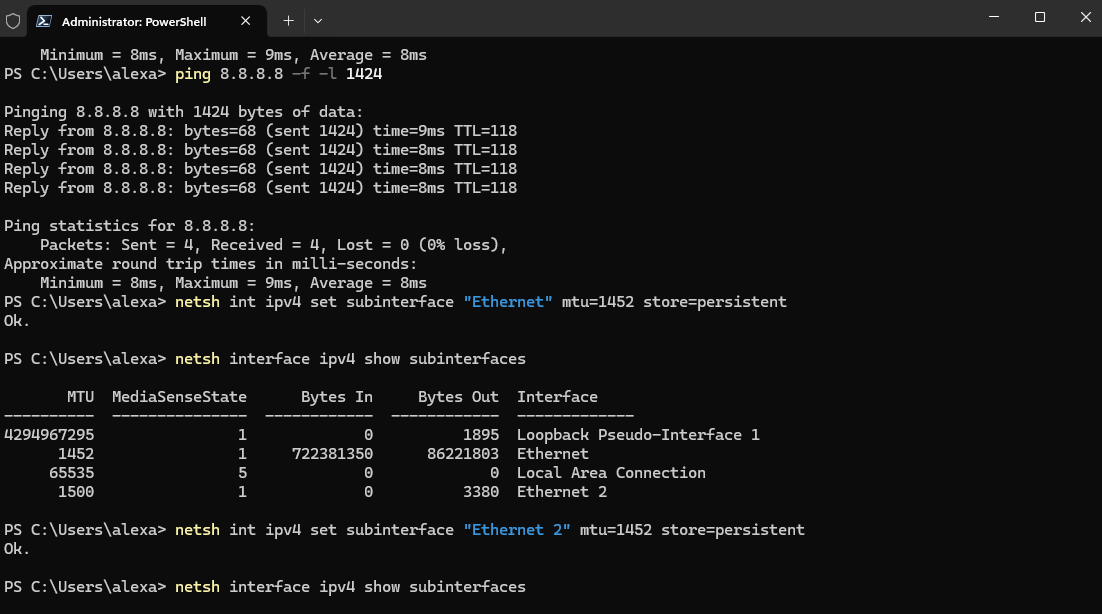 Administrator: PowerShell
    Minimum = 8ms, Maximum = 9ms, Average = 8ms
PS C:\Users\alexa> ping 8.8.8.8 -f -l 1424

Pinging 8.8.8.8 with 1424 bytes of data:
Reply from 8.8.8.8: bytes=68 (sent 1424) time=9ms TTL=118
Reply from 8.8.8.8: bytes=68 (sent 1424) time=8ms TTL=118
Reply from 8.8.8.8: bytes=68 (sent 1424) time=8ms TTL=118
Reply from 8.8.8.8: bytes=68 (sent 1424) time=8ms TTL=118

Ping statistics for 8.8.8.8:
    Packets: Sent = 4, Received = 4, Lost = 0 (0% loss),
Approximate round trip times in milli-seconds:
    Minimum = 8ms, Maximum = 9ms, Average = 8ms
PS C:\Users\alexa> netsh int ipv4 set subinterface "Ethernet" mtu=1452 store=persistent
Ok.

PS C:\Users\alexa> netsh interface ipv4 show subinterfaces

       MTU  MediaSenseState      Bytes In     Bytes Out  Interface
----------  ---------------  ------------  ------------  -------------
4294967295                1             0          1895  Loopback Pseudo-Interface 1
      1452                1     722381350      86221803  Ethernet
     65535                5             0             0  Local Area Connection
      1500                1             0          3380  Ethernet 2

PS C:\Users\alexa> netsh int ipv4 set subinterface "Ethernet 2" mtu=1452 store=persistent
Ok.

PS C:\Users\alexa> netsh interface ipv4 show subinterfaces